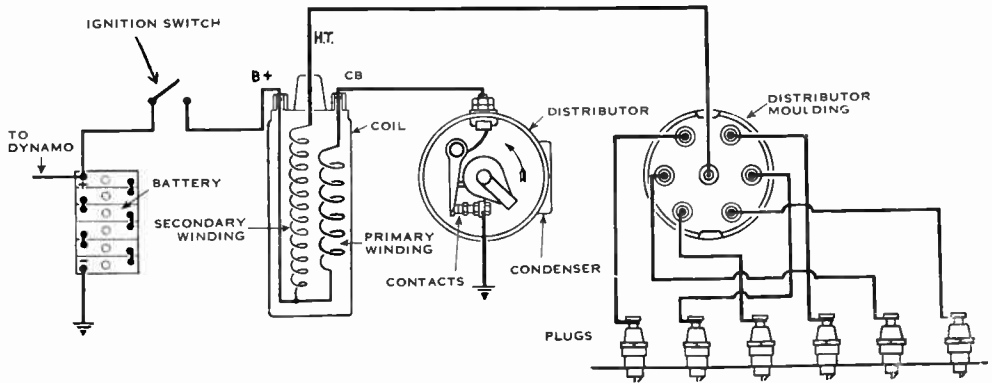 IGNITION SWITCH
H.T.
B+
CB
TO
DYNAMO
BATTERY
COIL
DISTRIBUTOR
DISTRIBUTOR
MOULDING
SECONDARY
WINDING
PRIMARY
WINDING
CONTACTS
CONDENSER
PLUGS
+
−